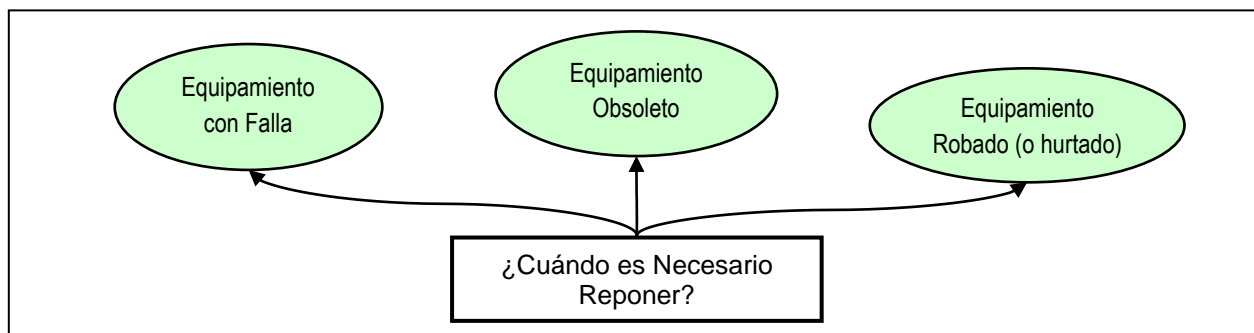 Equipamiento
con Falla
Equipamiento
Obsoleto
Equipamiento
Robado (o hurtado)
¿Cuándo es Necesario
Reponer?